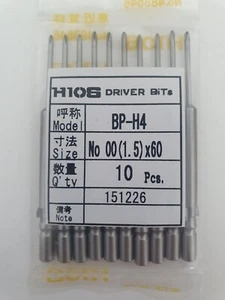 HIOS DRIVER BiTs
呼称
Model BP-H4
寸法
Size No 00(1.5)x60
数量
Q'ty 10 Pcs.
151226
備考
Note